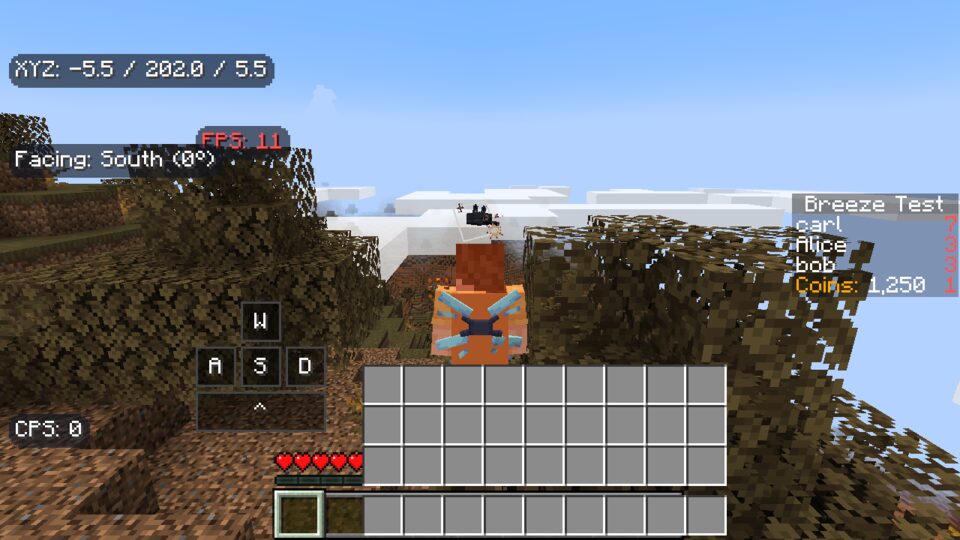 XYZ: -5.5 / 202.0 / 5.5
FPS: 11
Facing: South (0°)
Breeze Test
carl 7
Alice 3
bob 3
Coins: 1,250 1
W
A S D
^
CPS: 0